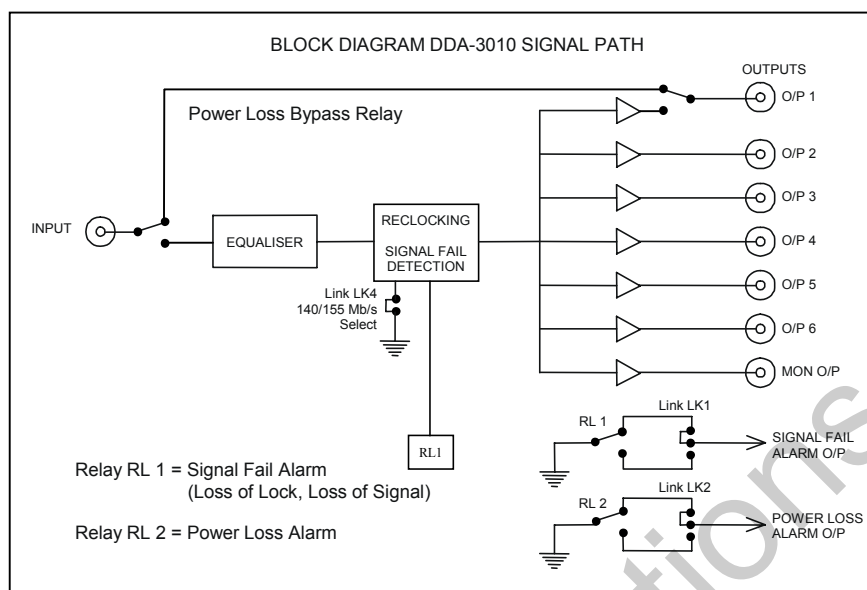 BLOCK DIAGRAM DDA-3010 SIGNAL PATH
OUTPUTS
O/P 1
Power Loss Bypass Relay
O/P 2
O/P 3
INPUT
EQUALISER
RECLOCKING
SIGNAL FAIL
DETECTION
O/P 4
Link LK4
140/155 Mb/s
Select
O/P 5
O/P 6
MON O/P
RL1
RL 1
Link LK1
SIGNAL FAIL
ALARM O/P
Relay RL 1 = Signal Fail Alarm
(Loss of Lock, Loss of Signal)
RL 2
Link LK2
POWER LOSS
ALARM O/P
Relay RL 2 = Power Loss Alarm